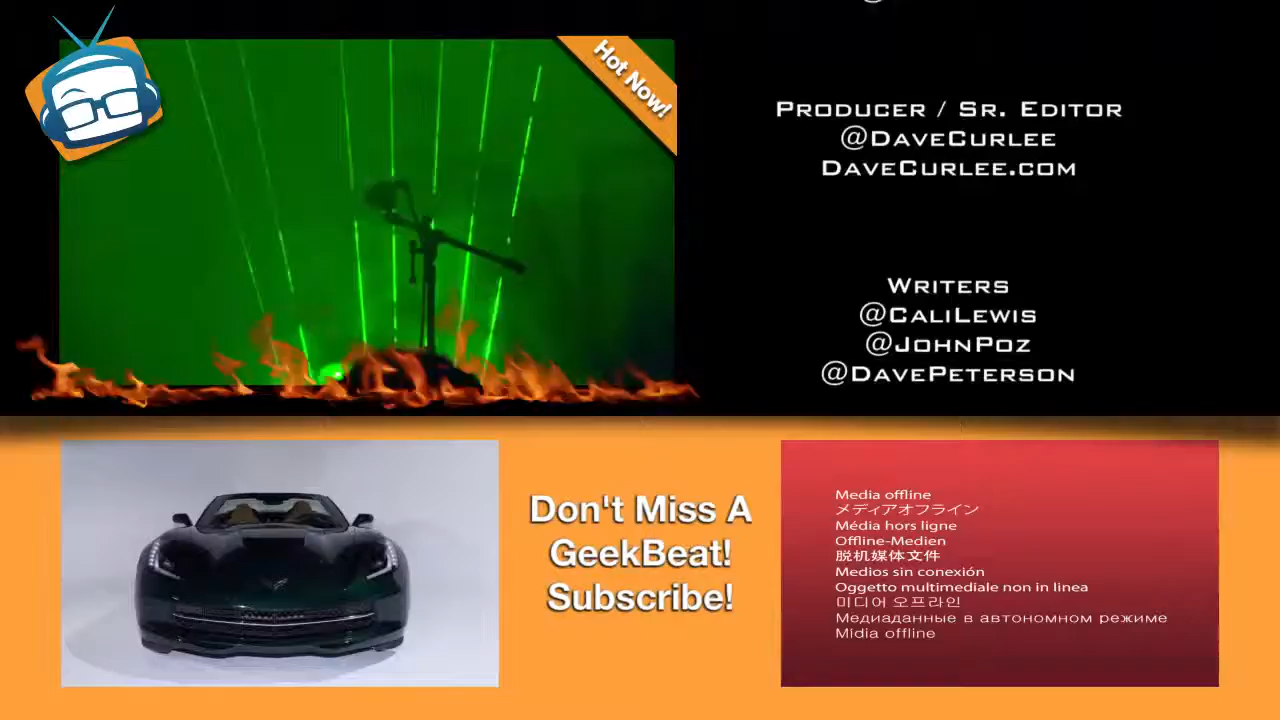 Hot Now!
Producer / Sr. Editor
@DaveCurlee
DaveCurlee.com
Writers
@CaliLewis
@JohnPoz
@DavePeterson
Don't Miss A
GeekBeat!
Subscribe!
Media offline
メディアオフライン
Média hors ligne
Offline-Medien
脱机媒体文件
Medios sin conexión
Oggetto multimediale non in linea
미디어 오프라인
Медиаданные в автономном режиме
Mídia offline